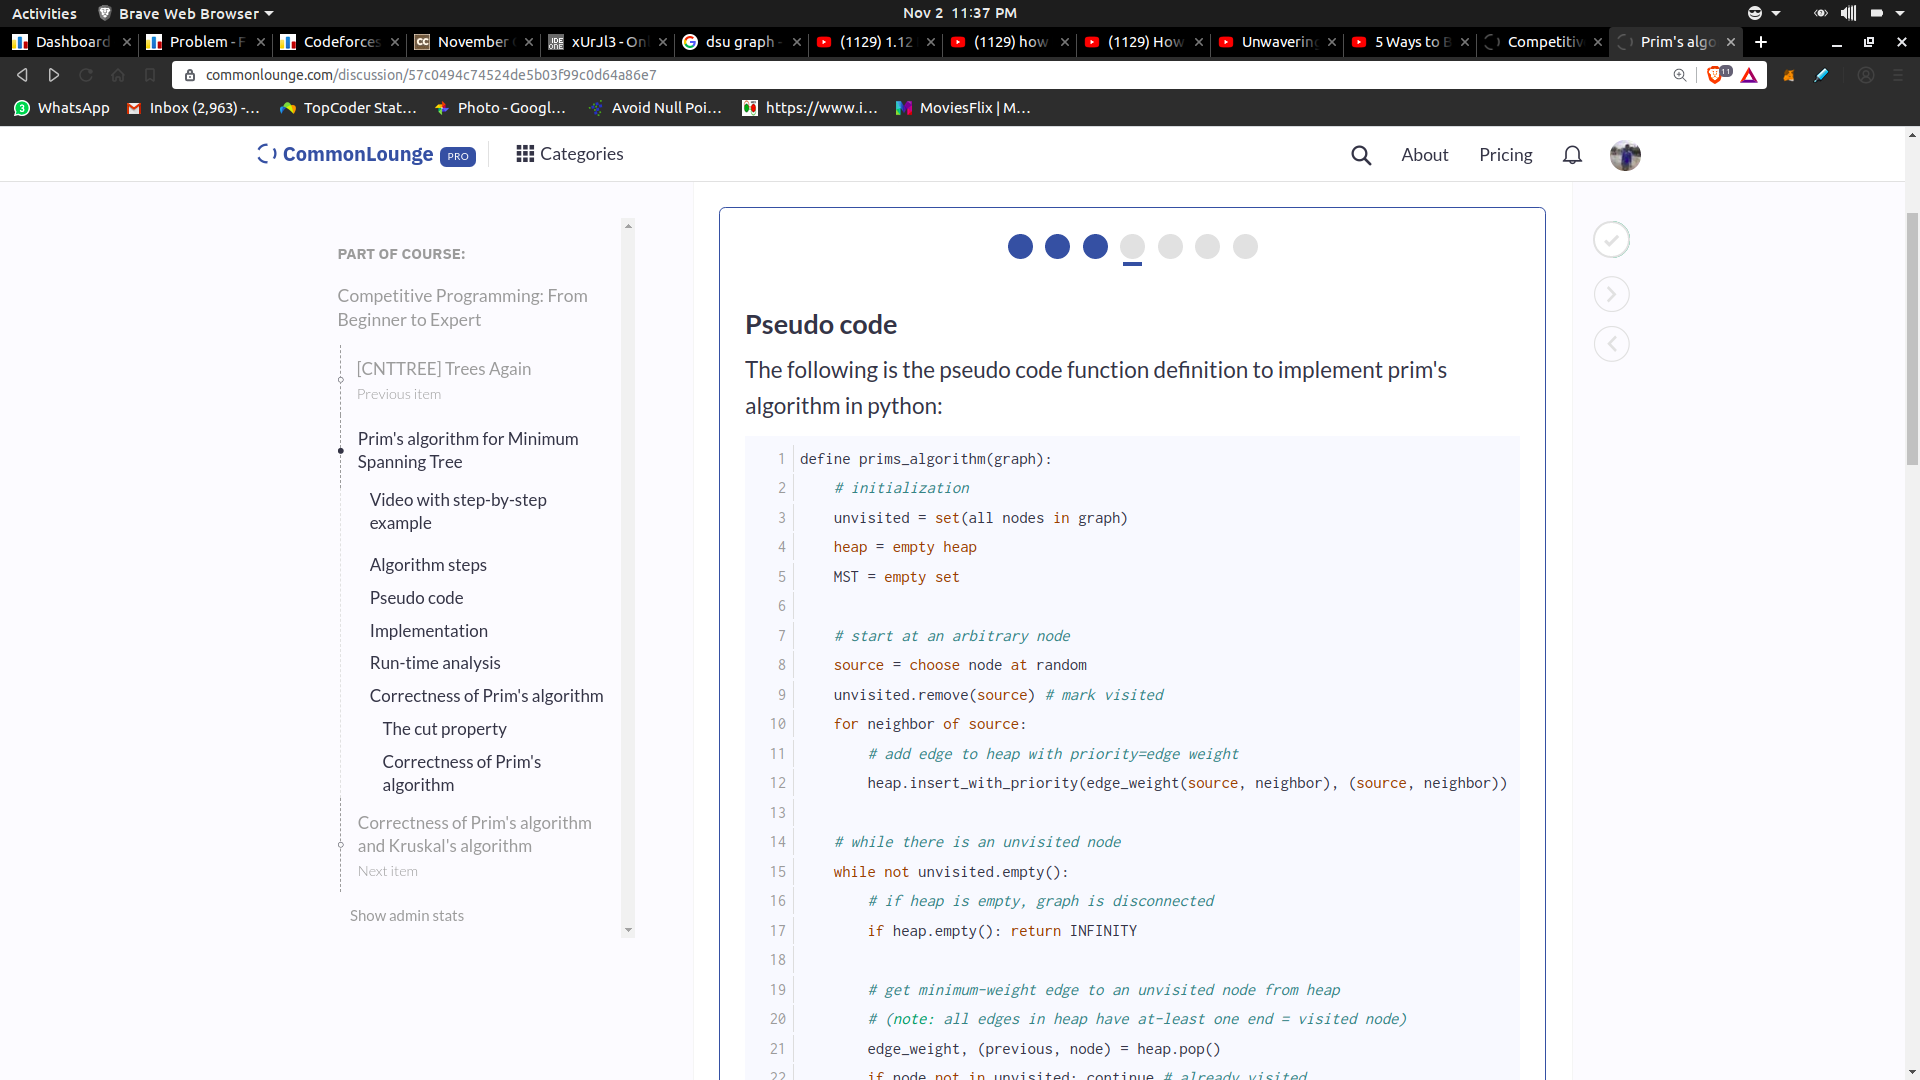 Activities Brave Web Browser Nov 2 11:37 PM
Dashboard Problem - F Codeforces November xUrJl3 - Onl dsu graph - (1129) 1.12 (1129) how (1129) How Unwavering 5 Ways to B Competitiv Prim's algo
commonlounge.com/discussion/57c0494c74524de5b03f99c0d64a86e7 11
WhatsApp Inbox (2,963) -... TopCoder Stat... Photo - Googl... Avoid Null Poi... https://www.i... MoviesFlix | M...
CommonLounge PRO Categories About Pricing
PART OF COURSE:
Competitive Programming: From
Beginner to Expert
[CNTTREE] Trees Again
Previous item
Prim's algorithm for Minimum
Spanning Tree
Video with step-by-step
example
Algorithm steps
Pseudo code
Implementation
Run-time analysis
Correctness of Prim's algorithm
The cut property
Correctness of Prim's
algorithm
Correctness of Prim's algorithm
and Kruskal's algorithm
Next item
Show admin stats
Pseudo code
The following is the pseudo code function definition to implement prim's
algorithm in python:
1 define prims_algorithm(graph):
2 # initialization
3 unvisited = set(all nodes in graph)
4 heap = empty heap
5 MST = empty set
6
7 # start at an arbitrary node
8 source = choose node at random
9 unvisited.remove(source) # mark visited
10 for neighbor of source:
11 # add edge to heap with priority=edge weight
12 heap.insert_with_priority(edge_weight(source, neighbor), (source, neighbor))
13
14 # while there is an unvisited node
15 while not unvisited.empty():
16 # if heap is empty, graph is disconnected
17 if heap.empty(): return INFINITY
18
19 # get minimum-weight edge to an unvisited node from heap
20 # (note: all edges in heap have at-least one end = visited node)
21 edge_weight, (previous, node) = heap.pop()
22 if node not in unvisited: continue # already visited